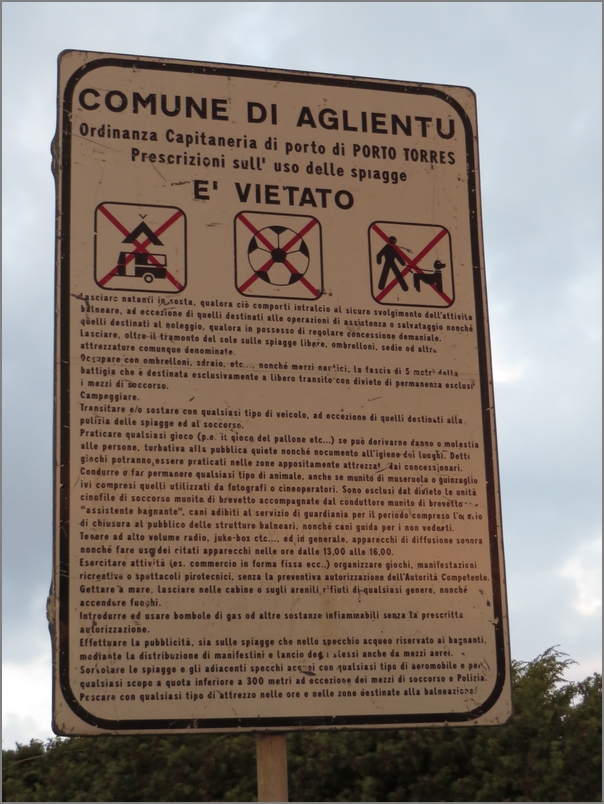 COMUNE DI AGLIENTU
Ordinanza Capitaneria di porto di PORTO TORRES
Prescrizioni sull' uso delle spiagge
E' VIETATO
Lasciare natanti in sosta, qualora ciò comporti intralcio al sicuro svolgimento dell'attivita
balneare, ad eccezione di quelli destinati alle operazioni di assistenza o salvataggio nonché
quelli destinati al noleggio, qualora in possesso di regolare concessione demaniale.
Lasciare, oltre il tramonto del sole sulle spiagge libere, ombrelloni, sedie od altre
attrezzature comunque denominate.
Occupare con ombrelloni, sdraio, etc... nonché mezzi nautici, la fascia di 5 metri dalla
battigia che è destinata esclusivamente a libero transito con divieto di permanenza esclusi
i mezzi di soccorso.
Campeggiare.
Transitare e/o sostare con qualsiasi tipo di veicolo, ad eccezione di quelli destinati alla
pulizia delle spiagge ed al soccorso.
Praticare qualsiasi gioco (p.e. il gioco del pallone etc...) se può derivarne danno o molestia
alle persone, turbativa alla pubblica quiete nonché nocumento all'igiene dei luoghi. Detti
giochi potranno essere praticati nelle zone appositamente attrezzate dai concessionari.
Condurre o far permanere qualsiasi tipo di animale, anche se munito di museruola o guinzaglio
ivi compresi quelli utilizzati da fotografi o cineoperatori. Sono esclusi dal divieto le unità
cinofile di soccorso munite di brevetto accompagnate dal conduttore munito di brevetto
"assistente bagnante", cani adibiti al servizio di guardiania per il periodo compreso
di chiusura al pubblico delle strutture balneari, nonché cani guida per i non vedenti.
Tenere ad alto volume radio, juke-box etc..., ed in generale, apparecchi di diffusione sonora
nonché fare uso dei citati apparecchi nelle ore dalle 13,00 alle 16,00.
Esercitare attività (es. commercio in forma fissa ecc..) organizzare giochi, manifestazioni
ricreative o spettacoli pirotecnici, senza la preventiva autorizzazione dell'Autorità Competente.
Gettare a mare, lasciare nelle cabine o sugli arenili rifiuti di qualsiasi genere, nonché
accendere fuochi.
Introdurre ed usare bombole di gas od altre sostanze infiammabili senza la prescritta
autorizzazione.
Effettuare la pubblicità, sia sulle spiagge che nello specchio acqueo riservato ai bagnanti,
mediante la distribuzione di manifestini e lancio degli stessi anche da mezzi aerei.
Sorvolare le spiagge e gli adiacenti specchi acquei con qualsiasi tipo di aeromobile e per
qualsiasi scopo a quota inferiore a 300 metri ad eccezione dei mezzi di soccorso e Polizia.
Pescare con qualsiasi tipo di attrezzo nelle ore e nelle zone destinate alla balneazione.